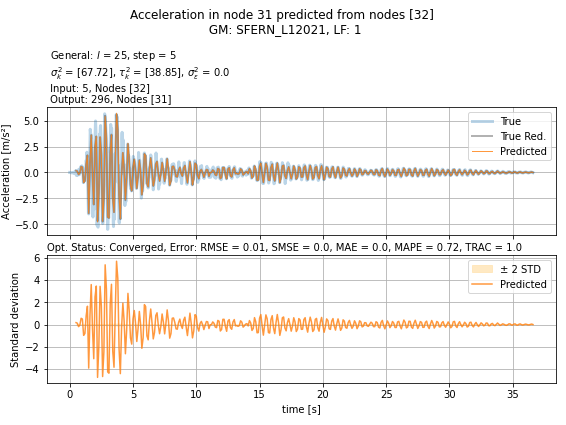 Acceleration in node 31 predicted from nodes [32]
GM: SFERN_L12021, LF: 1
General: l = 25, step = 5
σ²ₖ = [67.72], τ²ₖ = [38.85], σ²ε = 0.0
Input: 5, Nodes [32]
Output: 296, Nodes [31]
Acceleration [m/s²]
5.0
2.5
0.0
−2.5
−5.0
True
True Red.
Predicted
Opt. Status: Converged, Error: RMSE = 0.01, SMSE = 0.0, MAE = 0.0, MAPE = 0.72, TRAC = 1.0
Standard deviation
6
4
2
0
−2
−4
± 2 STD
Predicted
0 5 10 15 20 25 30 35
time [s]